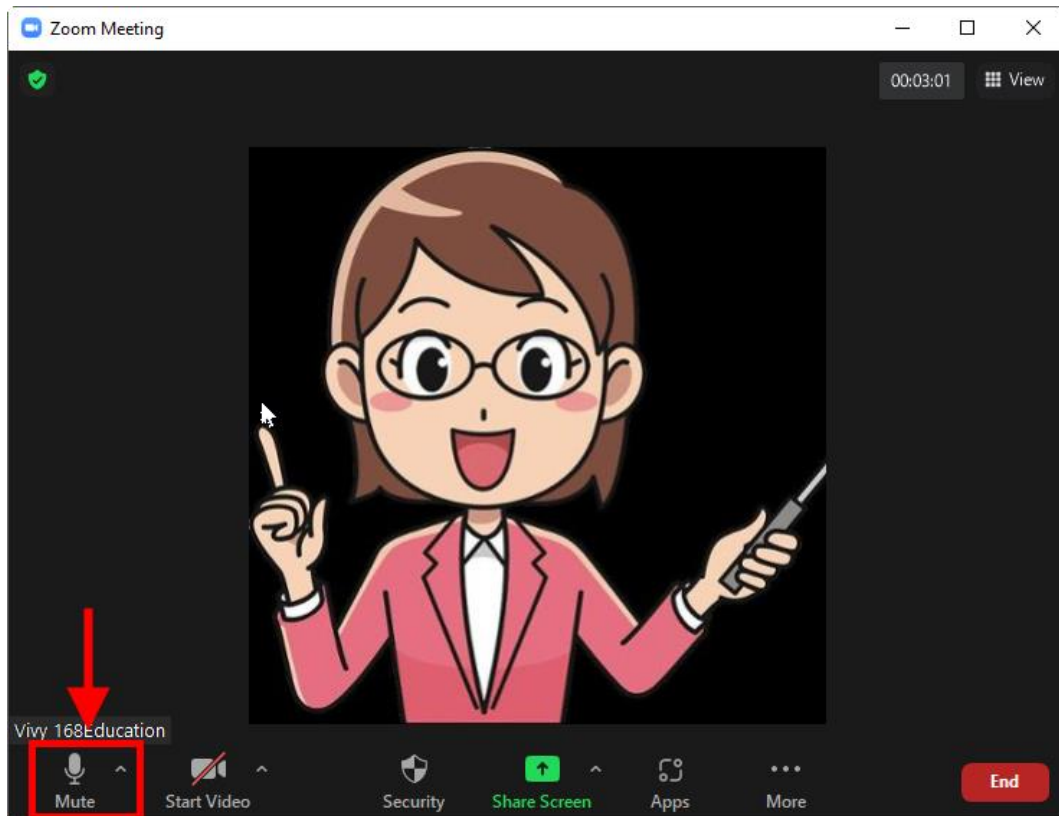 Zoom Meeting
00:03:01 View
Vivy 168Education
Mute Start Video Security Share Screen Apps More End